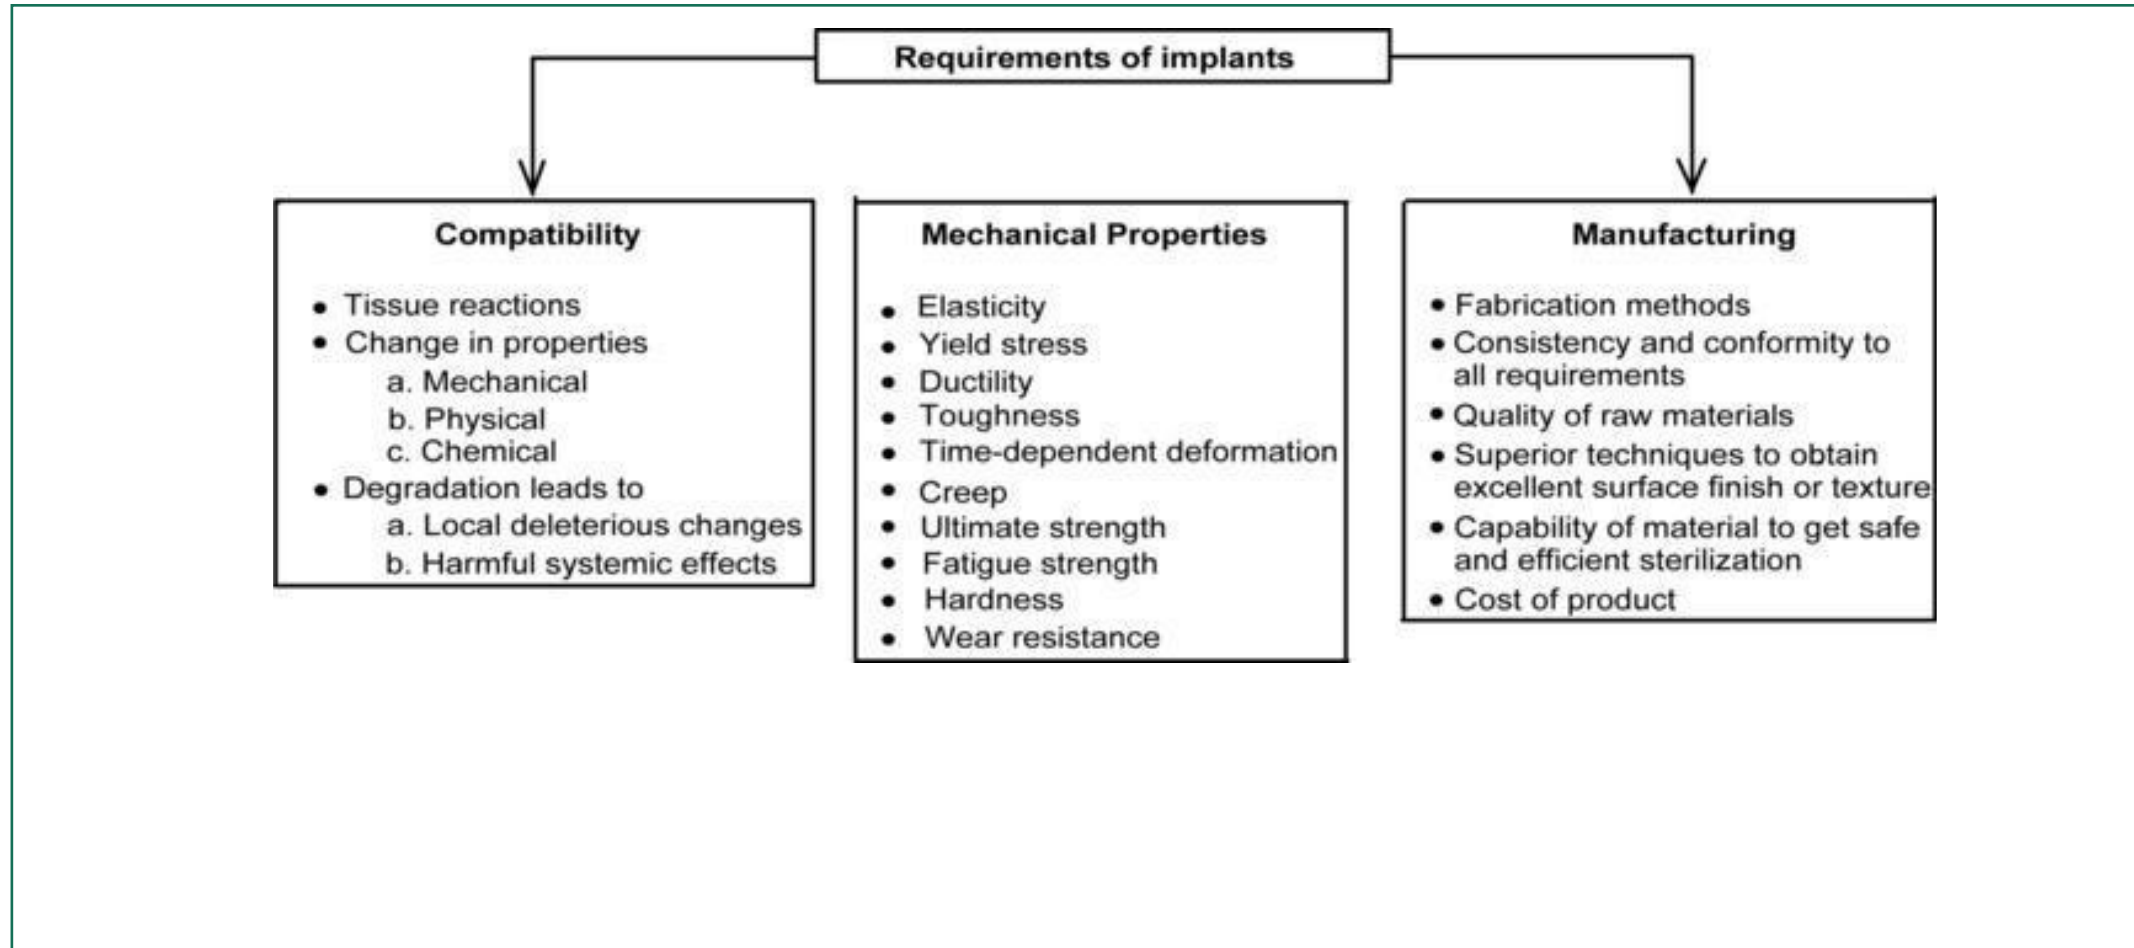 Requirements of implants
Compatibility
• Tissue reactions
• Change in properties
a. Mechanical
b. Physical
c. Chemical
• Degradation leads to
a. Local deleterious changes
b. Harmful systemic effects
Mechanical Properties
• Elasticity
• Yield stress
• Ductility
• Toughness
• Time-dependent deformation
• Creep
• Ultimate strength
• Fatigue strength
• Hardness
• Wear resistance
Manufacturing
• Fabrication methods
• Consistency and conformity to
all requirements
• Quality of raw materials
• Superior techniques to obtain
excellent surface finish or texture
• Capability of material to get safe
and efficient sterilization
• Cost of product